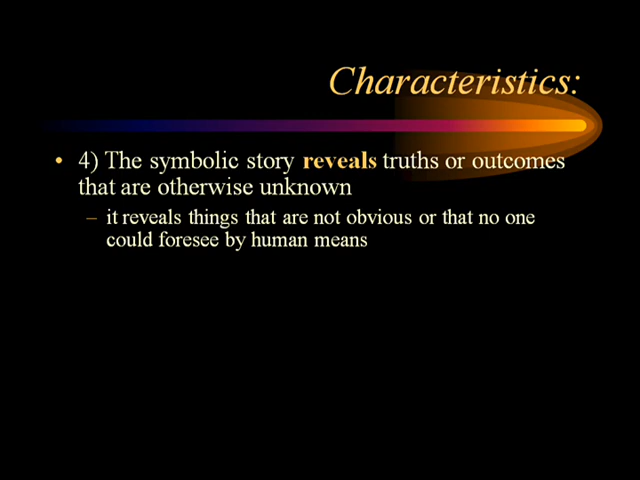 Characteristics:
• 4) The symbolic story reveals truths or outcomes
that are otherwise unknown
– it reveals things that are not obvious or that no one
could foresee by human means